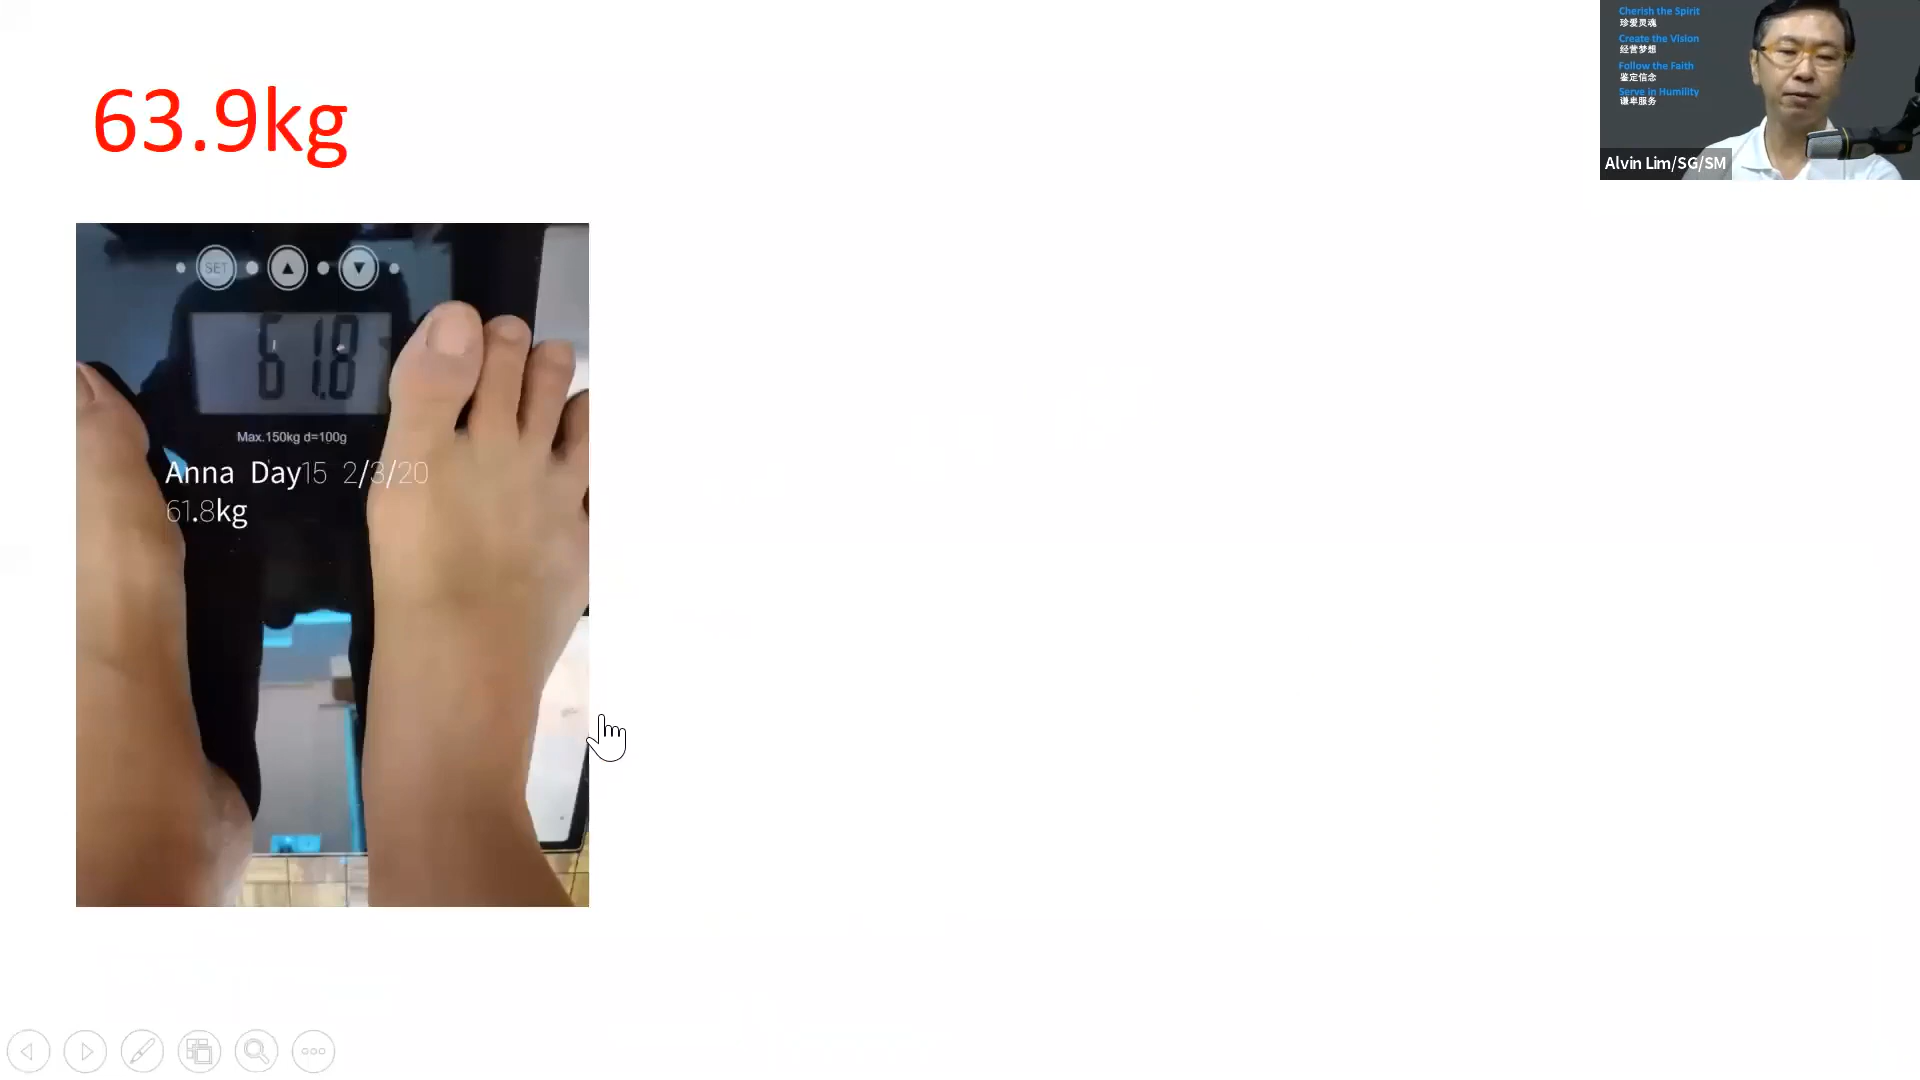 63.9kg
SET
61.8
Max.150kg d=100g
Anna Day15 2/3/20
61.8kg
Cherish the Spirit
珍爱灵魂
Create the Vision
经营梦想
Follow the Faith
鉴定信念
Serve in Humility
谦卑服务
Alvin Lim/SG/SM